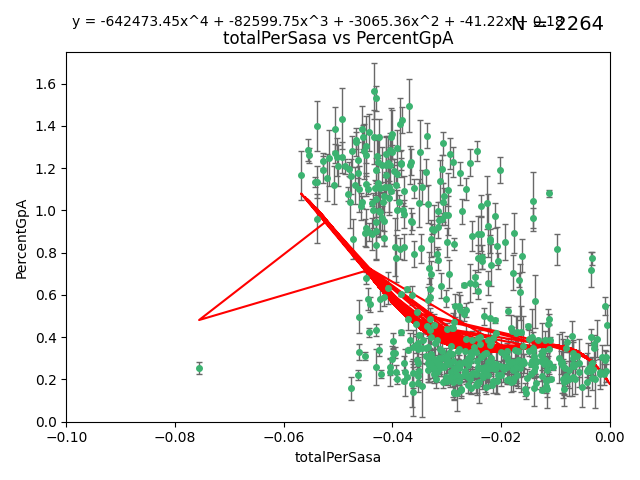 y = -642473.45x^4 + -82599.75x^3 + -3065.36x^2 + -41.22x + 0.18
N = 2264
totalPerSasa vs PercentGpA
PercentGpA
1.6
1.4
1.2
1.0
0.8
0.6
0.4
0.2
0.0
−0.10 −0.08 −0.06 −0.04 −0.02 0.00
totalPerSasa